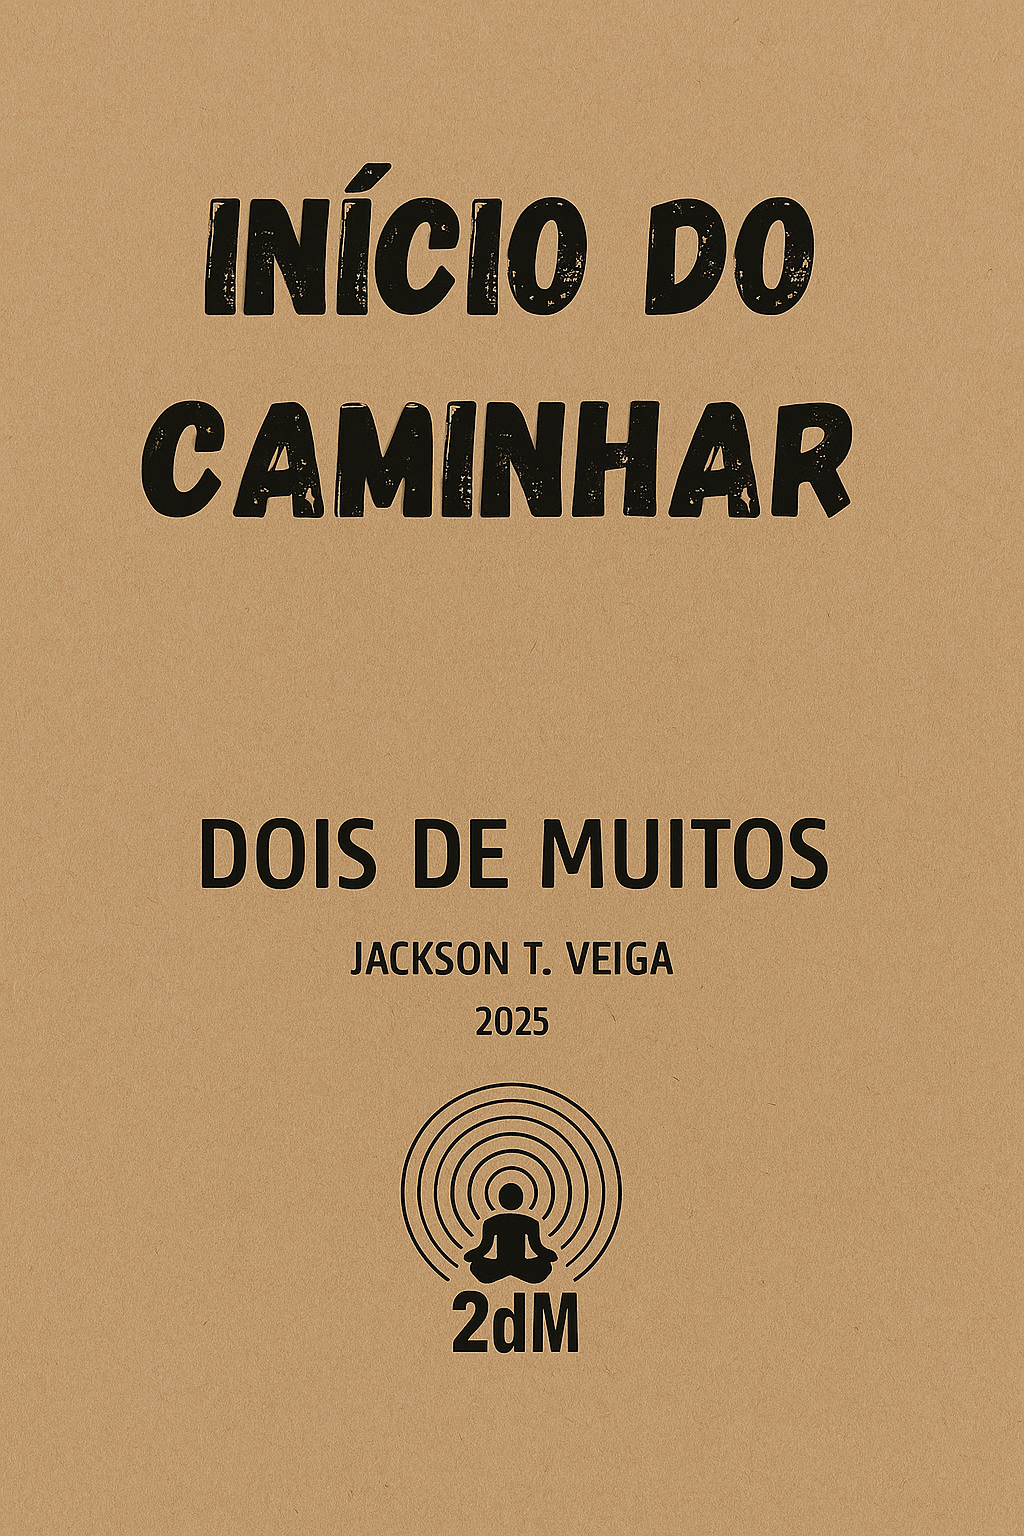 INÍCIO DO
CAMINHAR
DOIS DE MUITOS
JACKSON T. VEIGA
2025
2dM